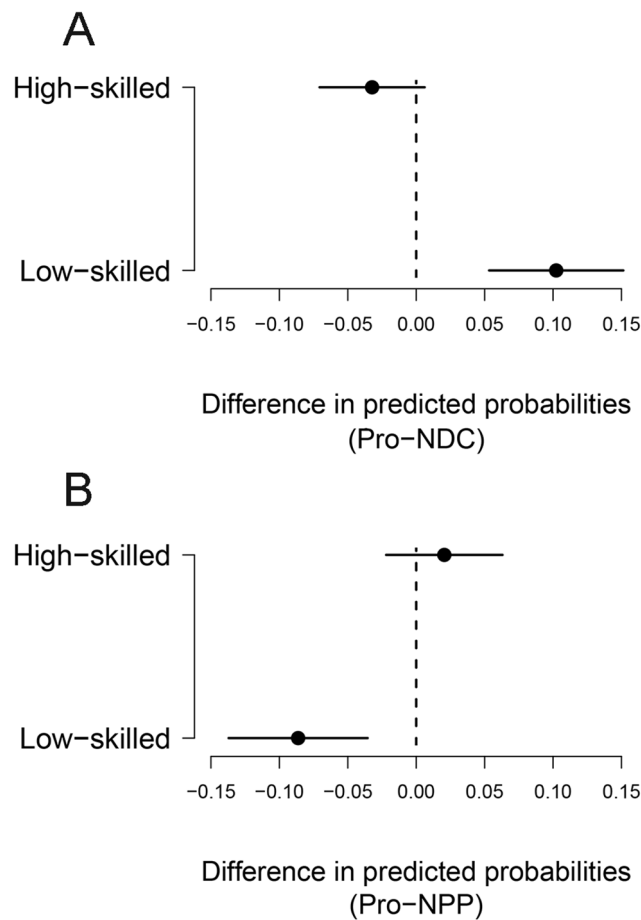 A
High−skilled
Low−skilled
−0.15 −0.10 −0.05 0.00 0.05 0.10 0.15
Difference in predicted probabilities
(Pro−NDC)
B
High−skilled
Low−skilled
−0.15 −0.10 −0.05 0.00 0.05 0.10 0.15
Difference in predicted probabilities
(Pro−NPP)